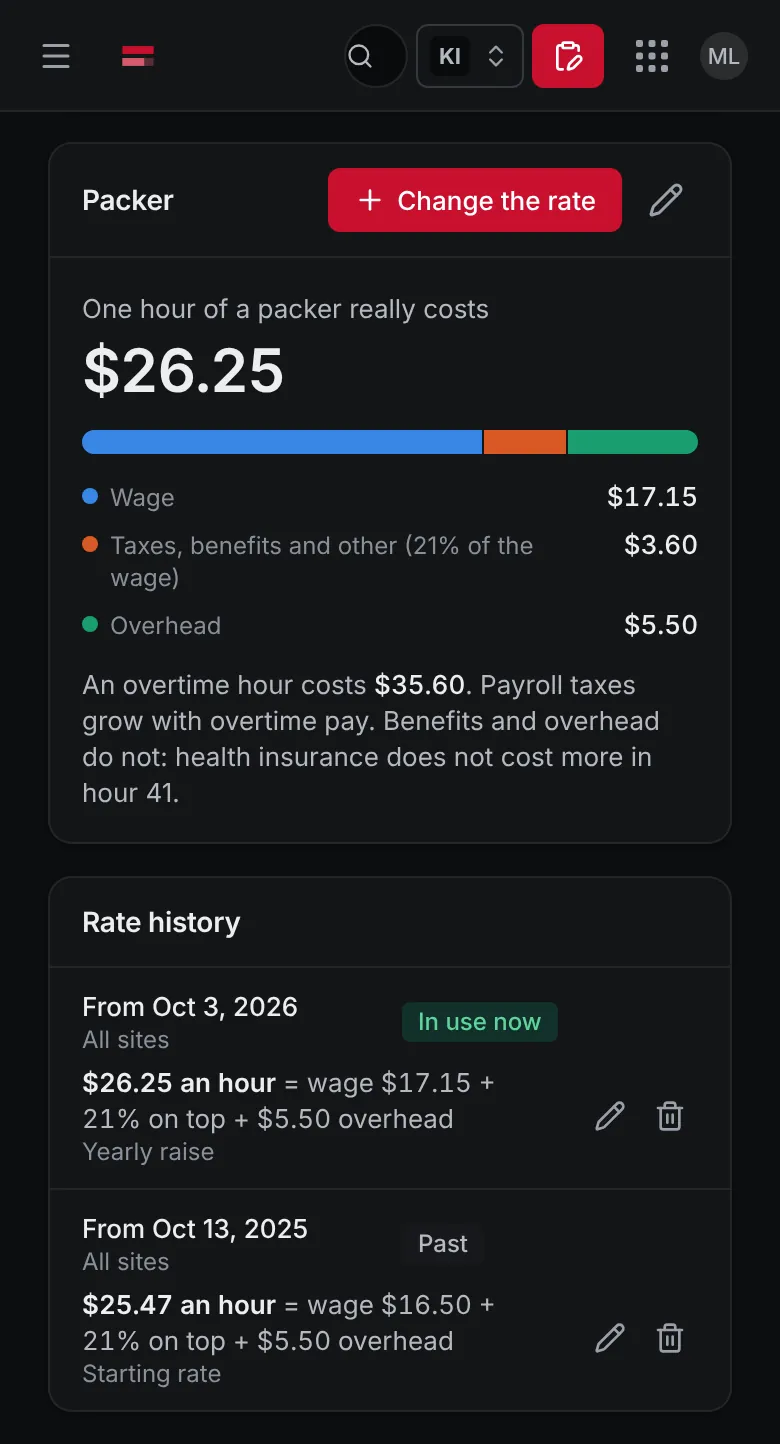 KI
ML
Packer
Change the rate
One hour of a packer really costs
$26.25
Wage $17.15
Taxes, benefits and other (21% of the $3.60
wage)
Overhead $5.50
An overtime hour costs $35.60. Payroll taxes
grow with overtime pay. Benefits and overhead
do not: health insurance does not cost more in
hour 41.
Rate history
From Oct 3, 2026
All sites
In use now
$26.25 an hour = wage $17.15 +
21% on top + $5.50 overhead
Yearly raise
From Oct 13, 2025
All sites
Past
$25.47 an hour = wage $16.50 +
21% on top + $5.50 overhead
Starting rate